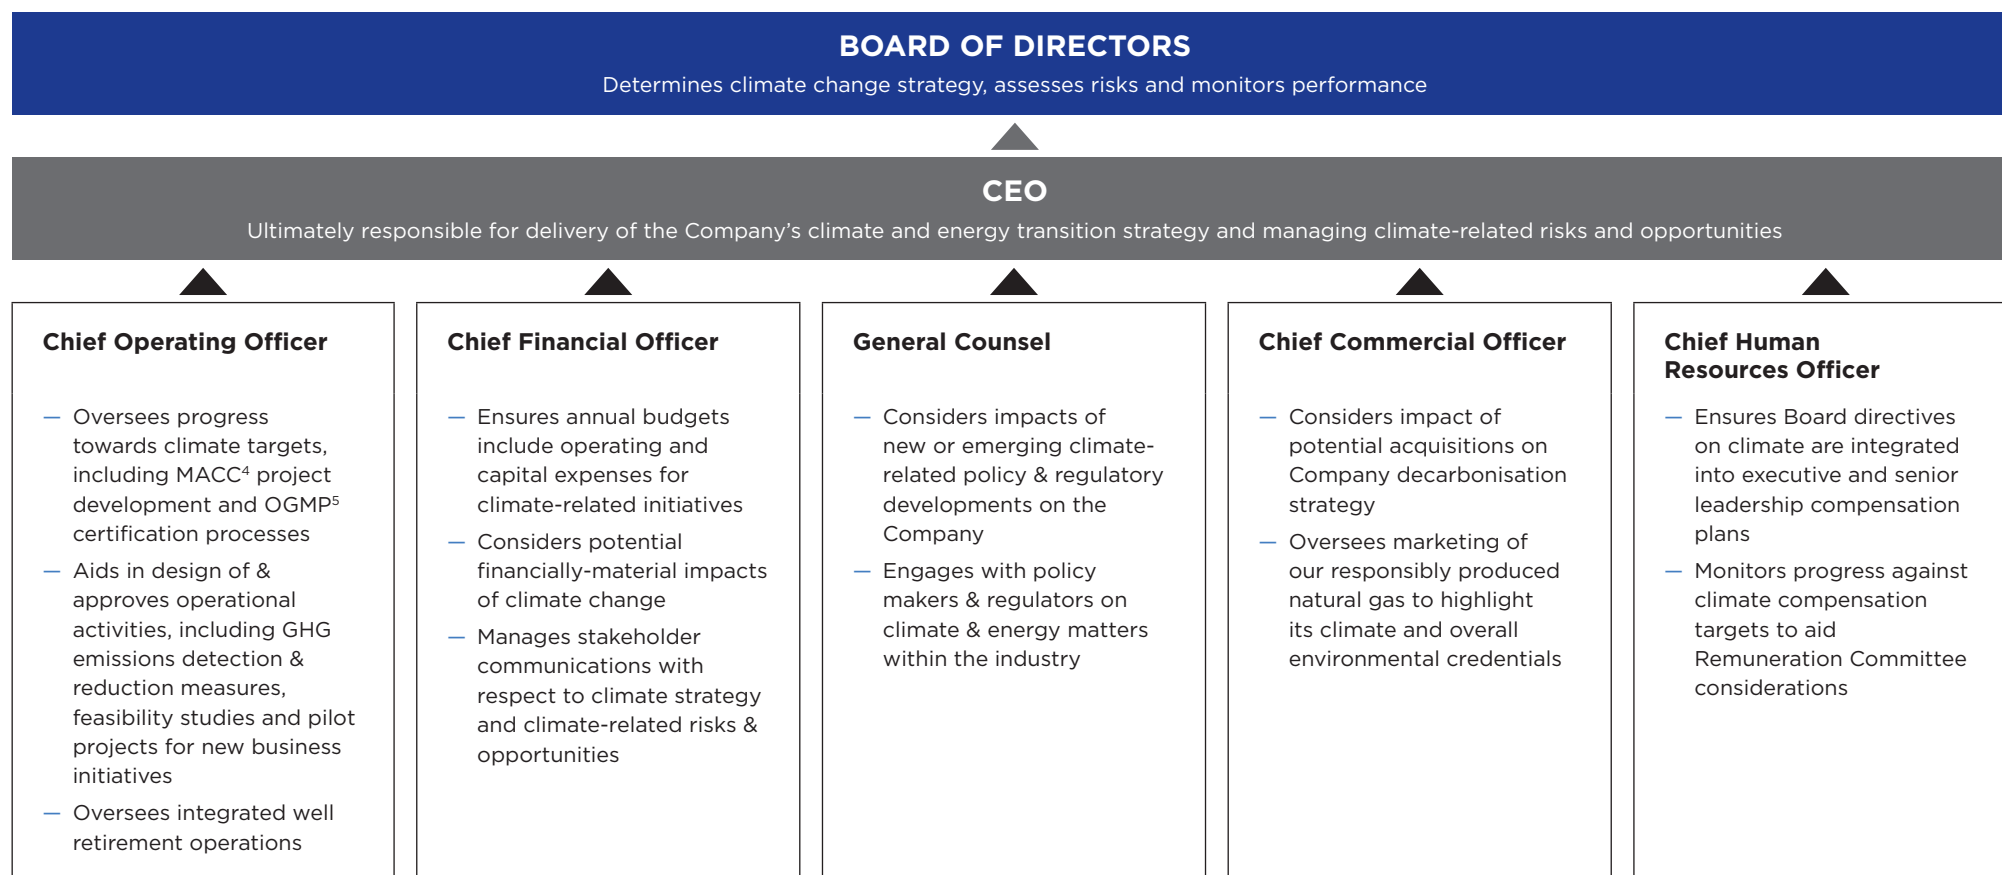 BOARD OF DIRECTORS
Determines climate change strategy, assesses risks and monitors performance
CEO
Ultimately responsible for delivery of the Company’s climate and energy transition strategy and managing climate-related risks and opportunities
Chief Operating Officer
— Oversees progress
towards climate targets,
including MACC⁴ project
development and OGMP⁵
certification processes
— Aids in design of &
approves operational
activities, including GHG
emissions detection &
reduction measures,
feasibility studies and pilot
projects for new business
initiatives
— Oversees integrated well
retirement operations
Chief Financial Officer
— Ensures annual budgets
include operating and
capital expenses for
climate-related initiatives
— Considers potential
financially-material impacts
of climate change
— Manages stakeholder
communications with
respect to climate strategy
and climate-related risks &
opportunities
General Counsel
— Considers impacts of
new or emerging climate-
related policy & regulatory
developments on the
Company
— Engages with policy
makers & regulators on
climate & energy matters
within the industry
Chief Commercial Officer
— Considers impact of
potential acquisitions on
Company decarbonisation
strategy
— Oversees marketing of
our responsibly produced
natural gas to highlight
its climate and overall
environmental credentials
Chief Human
Resources Officer
— Ensures Board directives
on climate are integrated
into executive and senior
leadership compensation
plans
— Monitors progress against
climate compensation
targets to aid
Remuneration Committee
considerations